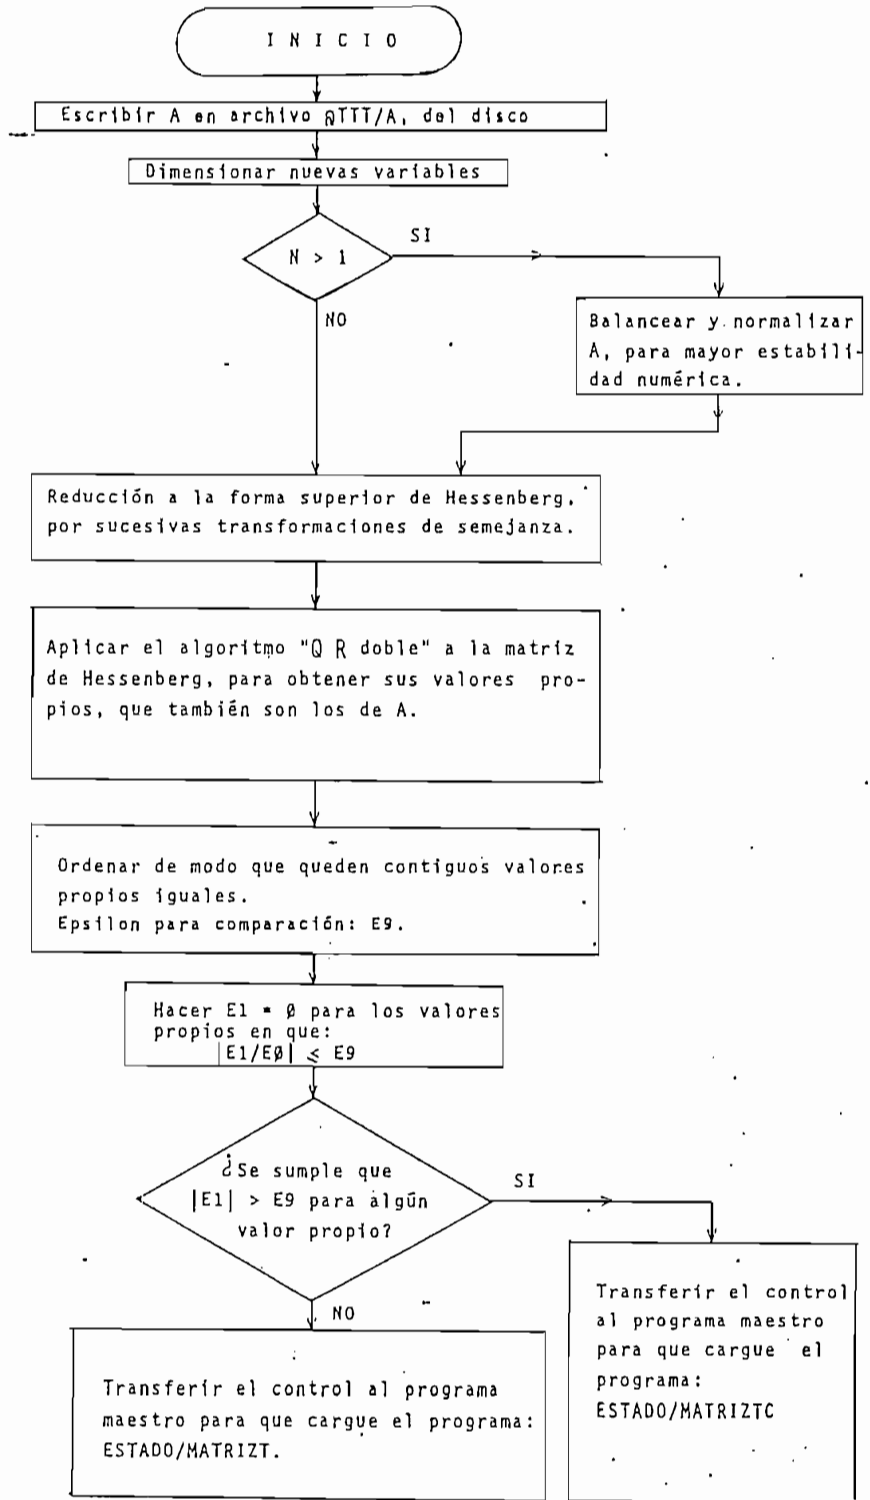 I N I C I O
Escribir A en archivo @TTT/A, del disco
Dimensionar nuevas variables
N > 1
SI
NO
Balancear y normalizar
A, para mayor estabili-
dad numérica.
Reducción a la forma superior de Hessenberg,
por sucesivas transformaciones de semejanza.
Aplicar el algoritmo "Q R doble" a la matriz
de Hessenberg, para obtener sus valores pro-
pios, que también son los de A.
Ordenar de modo que queden contiguos valores
propios iguales.
Epsilon para comparación: E9.
Hacer E1 = Ø para los valores
propios en que:
|E1/EØ| ≤ E9
¿Se sumple que
|E1| > E9 para algún
valor propio?
SI
NO
Transferir el control
al programa maestro
para que cargue el
programa:
ESTADO/MATRIZTC
Transferir el control al programa
maestro para que cargue el programa:
ESTADO/MATRIZT.